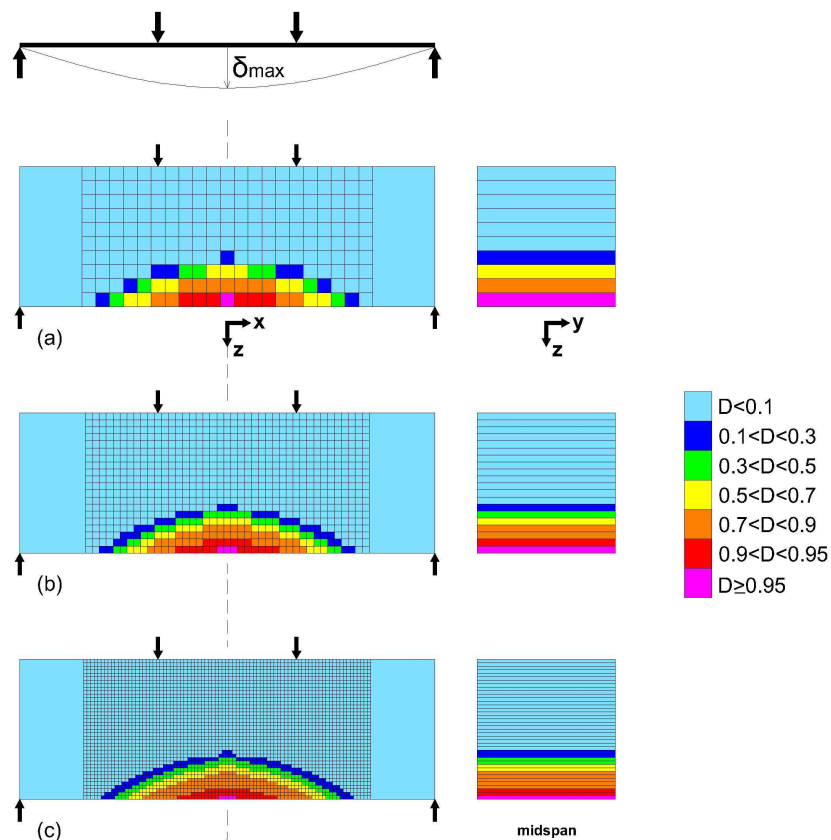 δmax
x
z
y
z
(a)
D<0.1
0.1<D<0.3
0.3<D<0.5
0.5<D<0.7
0.7<D<0.9
0.9<D<0.95
D≥0.95
(b)
(c)
midspan